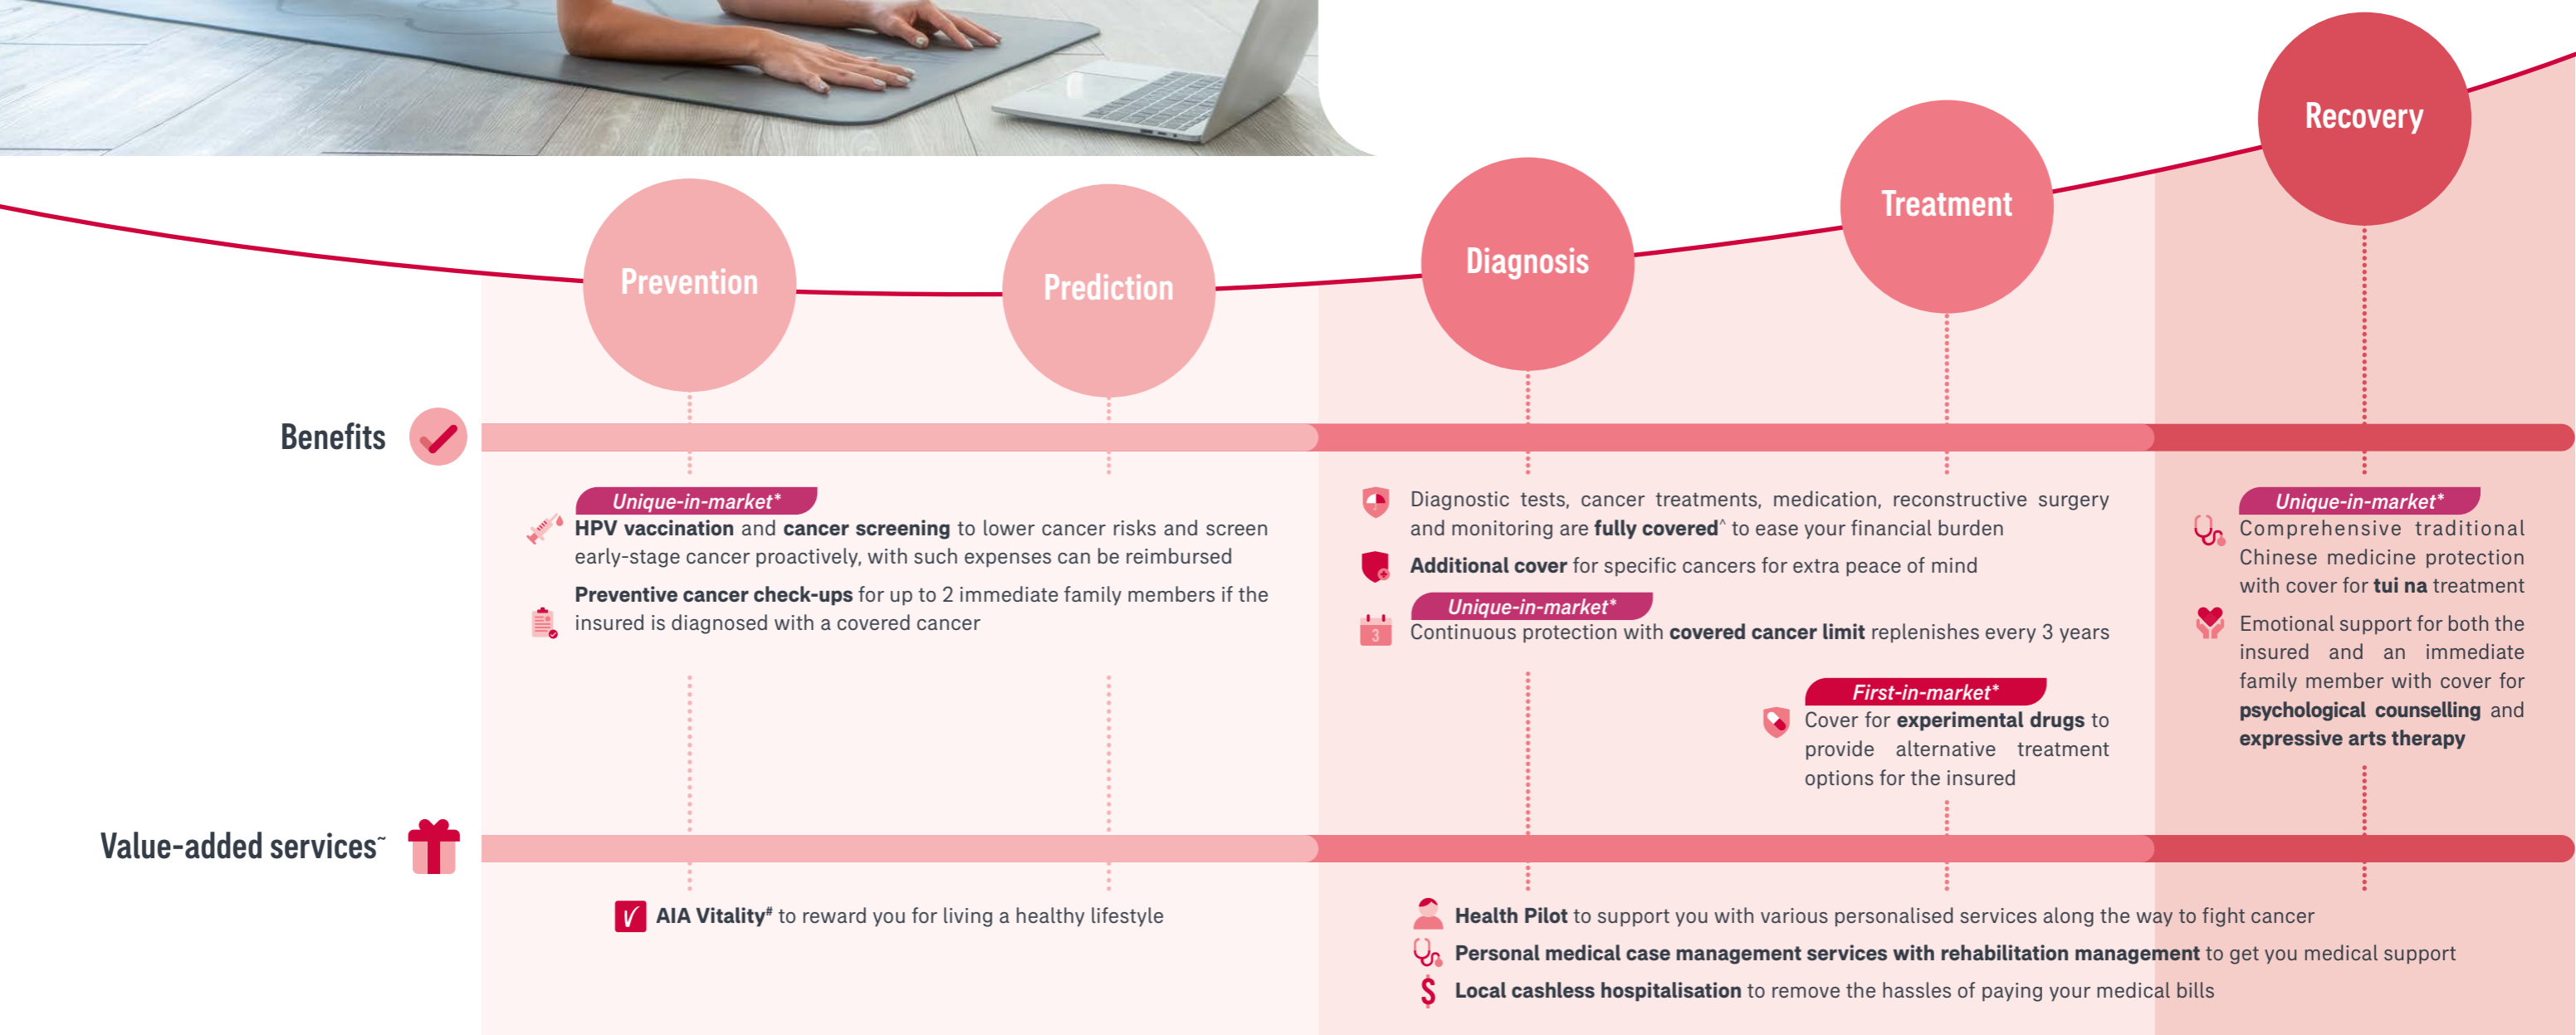 Prevention
Prediction
Diagnosis
Treatment
Recovery
Benefits
Unique-in-market*
HPV vaccination and cancer screening to lower cancer risks and screen
early-stage cancer proactively, with such expenses can be reimbursed
Preventive cancer check-ups for up to 2 immediate family members if the
insured is diagnosed with a covered cancer
Diagnostic tests, cancer treatments, medication, reconstructive surgery
and monitoring are fully covered^ to ease your financial burden
Additional cover for specific cancers for extra peace of mind
Unique-in-market*
3
Continuous protection with covered cancer limit replenishes every 3 years
First-in-market*
Cover for experimental drugs to
provide alternative treatment
options for the insured
Unique-in-market*
Comprehensive traditional
Chinese medicine protection
with cover for tui na treatment
Emotional support for both the
insured and an immediate
family member with cover for
psychological counselling and
expressive arts therapy
Value-added services~
AIA Vitality# to reward you for living a healthy lifestyle
Health Pilot to support you with various personalised services along the way to fight cancer
Personal medical case management services with rehabilitation management to get you medical support
$ Local cashless hospitalisation to remove the hassles of paying your medical bills